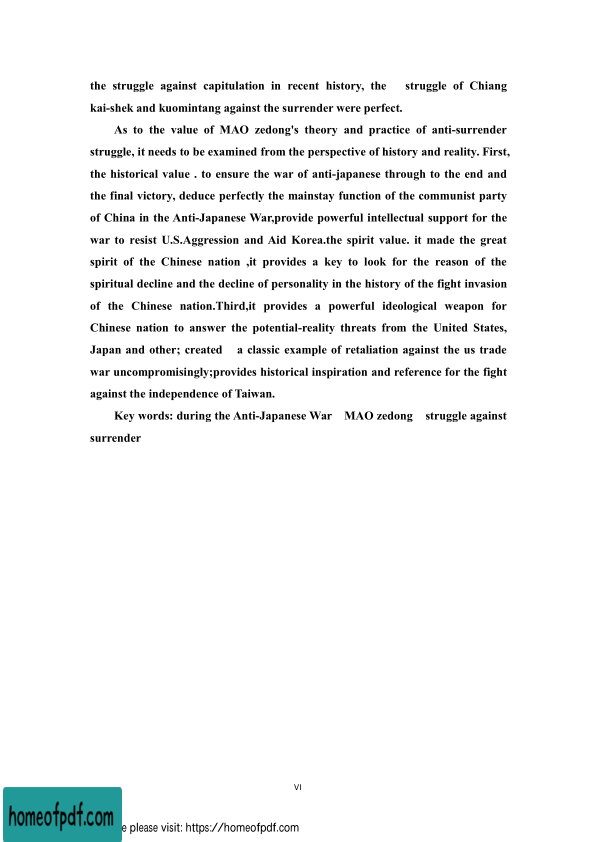 the struggle against capitulation in recent history, the struggle of Chiang
kai-shek and kuomintang against the surrender were perfect.
As to the value of MAO zedong's theory and practice of anti-surrender
struggle, it needs to be examined from the perspective of history and reality. First,
the historical value . to ensure the war of anti-japanese through to the end and
the final victory, deduce perfectly the mainstay function of the communist party
of China in the Anti-Japanese War,provide powerful intellectual support for the
war to resist U.S.Aggression and Aid Korea.the spirit value. it made the great
spirit of the Chinese nation ,it provides a key to look for the reason of the
spiritual decline and the decline of personality in the history of the fight invasion
of the Chinese nation.Third,it provides a powerful ideological weapon for
Chinese nation to answer the potential-reality threats from the United States,
Japan and other; created a classic example of retaliation against the us trade
war uncompromisingly;provides historical inspiration and reference for the fight
against the independence of Taiwan.
Key words: during the Anti-Japanese War MAO zedong struggle against
surrender
VI
homeofpdf.com
e please visit: https://homeofpdf.com